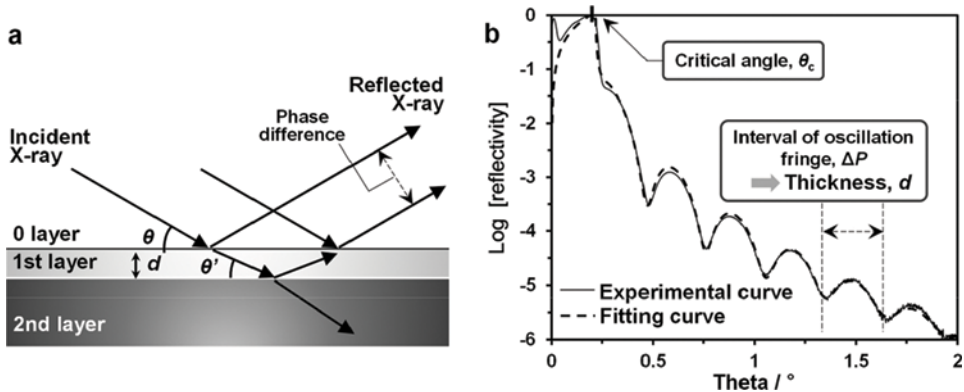 a
Incident
X-ray
Reflected
X-ray
Phase
difference
0 layer
θ
1st layer
d
θ'
2nd layer
b
Log [reflectivity]
0
-1
-2
-3
-4
-5
-6
Critical angle, θc
Interval of oscillation
fringe, ΔP
Thickness, d
Experimental curve
Fitting curve
0
0.5
1
1.5
2
Theta / °